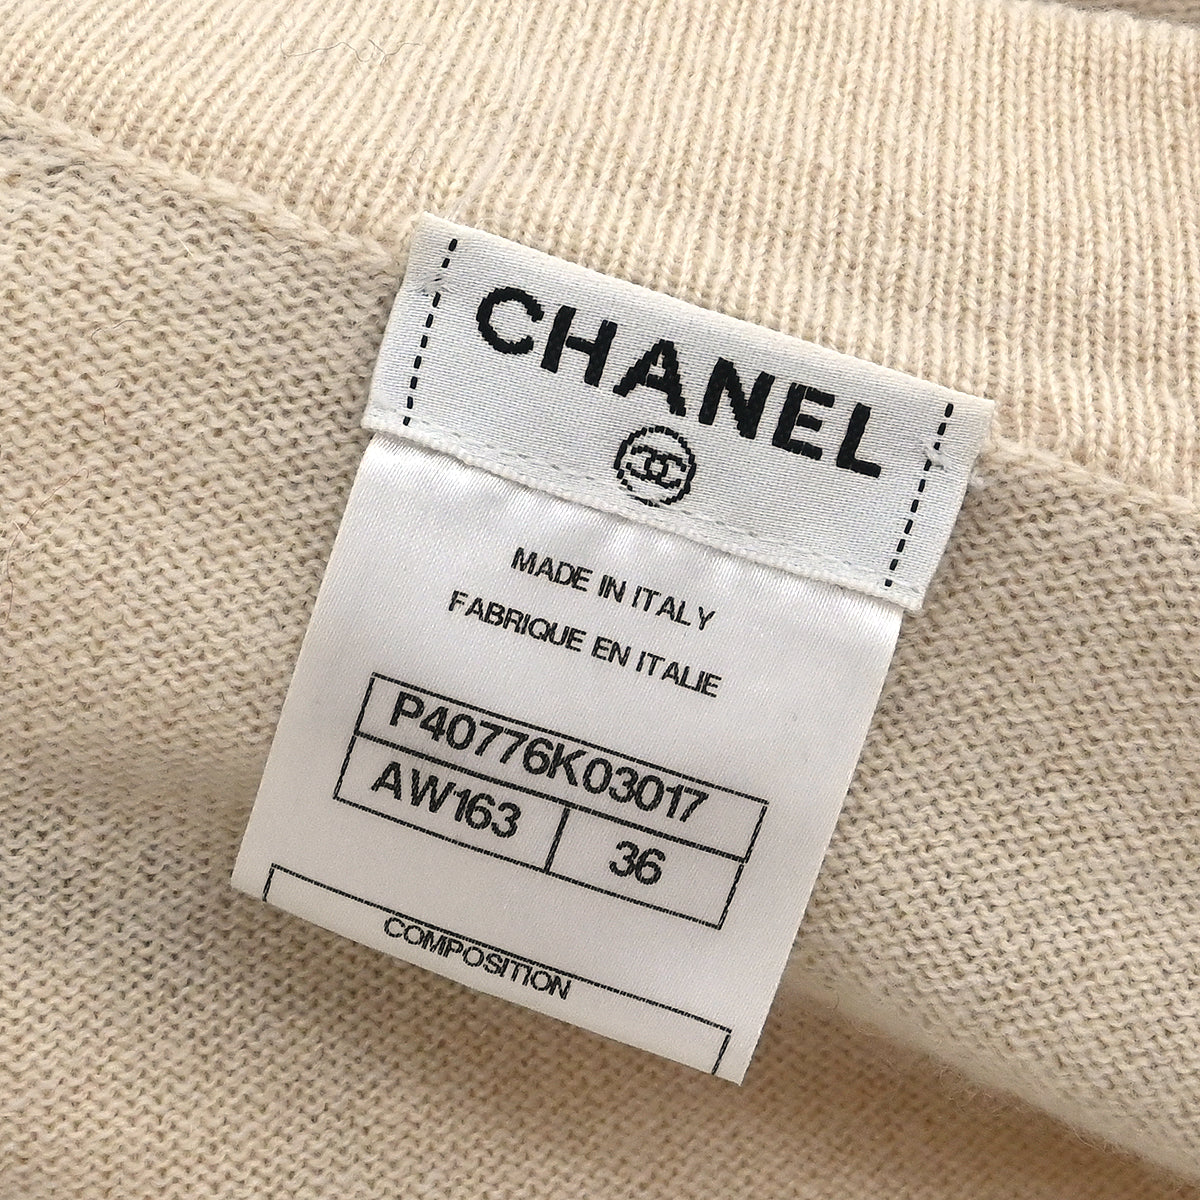 CHANEL
MADE IN ITALY
FABRIQUE EN ITALIE
P40776K03017
AW163 36
COMPOSITION